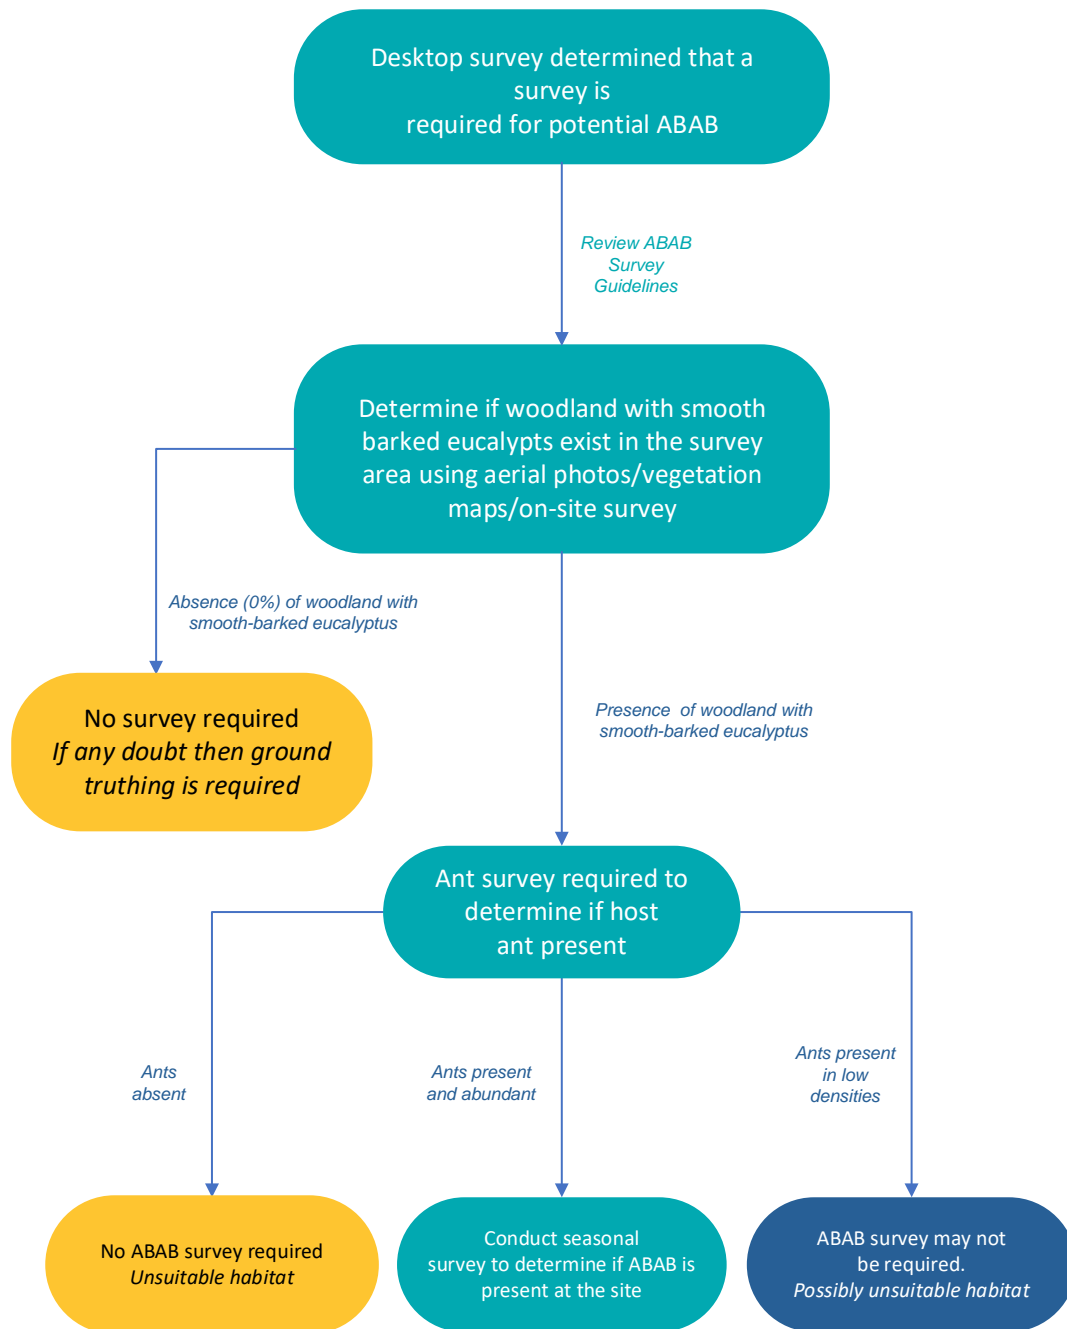 Desktop survey determined that a
survey is
required for potential ABAB
Review ABAB
Survey
Guidelines
Determine if woodland with smooth
barked eucalypts exist in the survey
area using aerial photos/vegetation
maps/on-site survey
Absence (0%) of woodland with
smooth-barked eucalyptus
No survey required
If any doubt then ground
truthing is required
Presence  of woodland with
smooth-barked eucalyptus
Ant survey required to
determine if host
ant present
Ants
absent
Ants present
and abundant
Ants present
in low
densities
No ABAB survey required
Unsuitable habitat
Conduct seasonal
survey to determine if ABAB is
present at the site
ABAB survey may not
be required.
Possibly unsuitable habitat